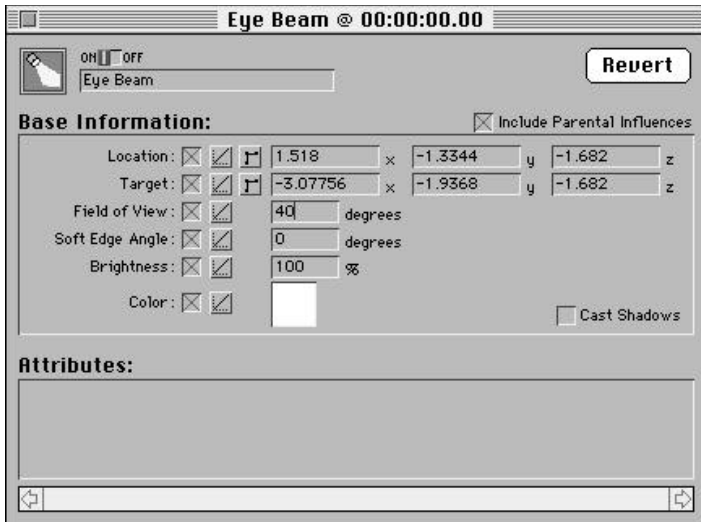 Eye Beam @ 00:00:00.00
ON OFF
Eye Beam
Revert
Base Information:
Include Parental Influences
Location: 1.518 x -1.3344 y -1.682 z
Target: -3.07756 x -1.9368 y -1.682 z
Field of View: 40 degrees
Soft Edge Angle: 0 degrees
Brightness: 100 %
Color:
Cast Shadows
Attributes: